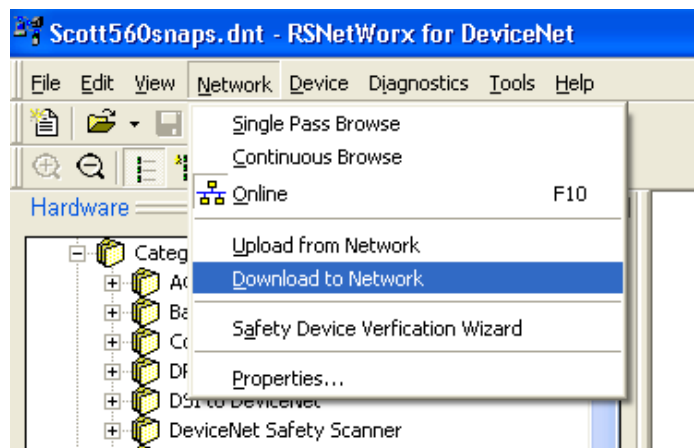 Scott560snaps.dnt - RSNetWorx for DeviceNet
File Edit View Network Device Diagnostics Tools Help
Single Pass Browse
Continuous Browse
Online F10
Upload from Network
Download to Network
Safety Device Verfication Wizard
Properties...
Hardware
Categ
Ba
DSI to DeviceNet
DeviceNet Safety Scanner